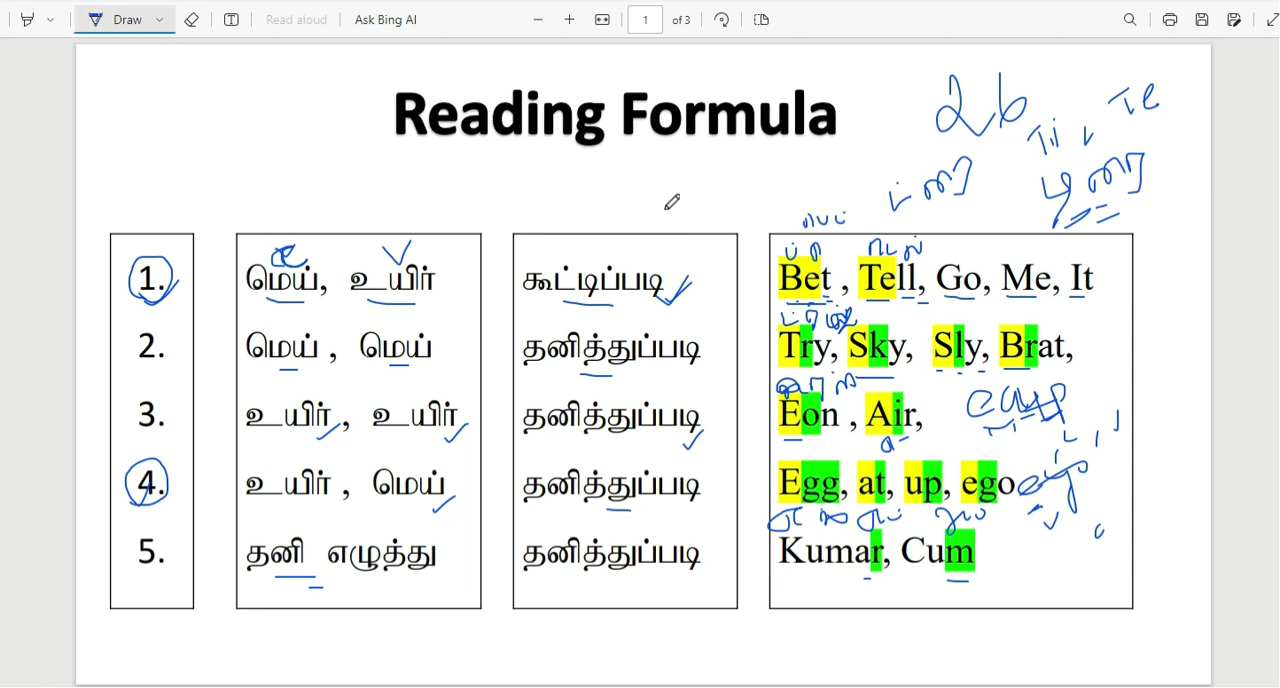 Draw Read aloud Ask Bing AI 1 of 3
Reading Formula
2b
1. மெய், உயிர் கூட்டிப்படி Bet , Tell, Go, Me, It
2. மெய் , மெய் தனித்துப்படி Try, Sky, Sly, Brat,
3. உயிர் , உயிர் தனித்துப்படி Eon , Air,
4. உயிர் , மெய் தனித்துப்படி Egg, at, up, ego
5. தனி எழுத்து தனித்துப்படி Kumar, Cum